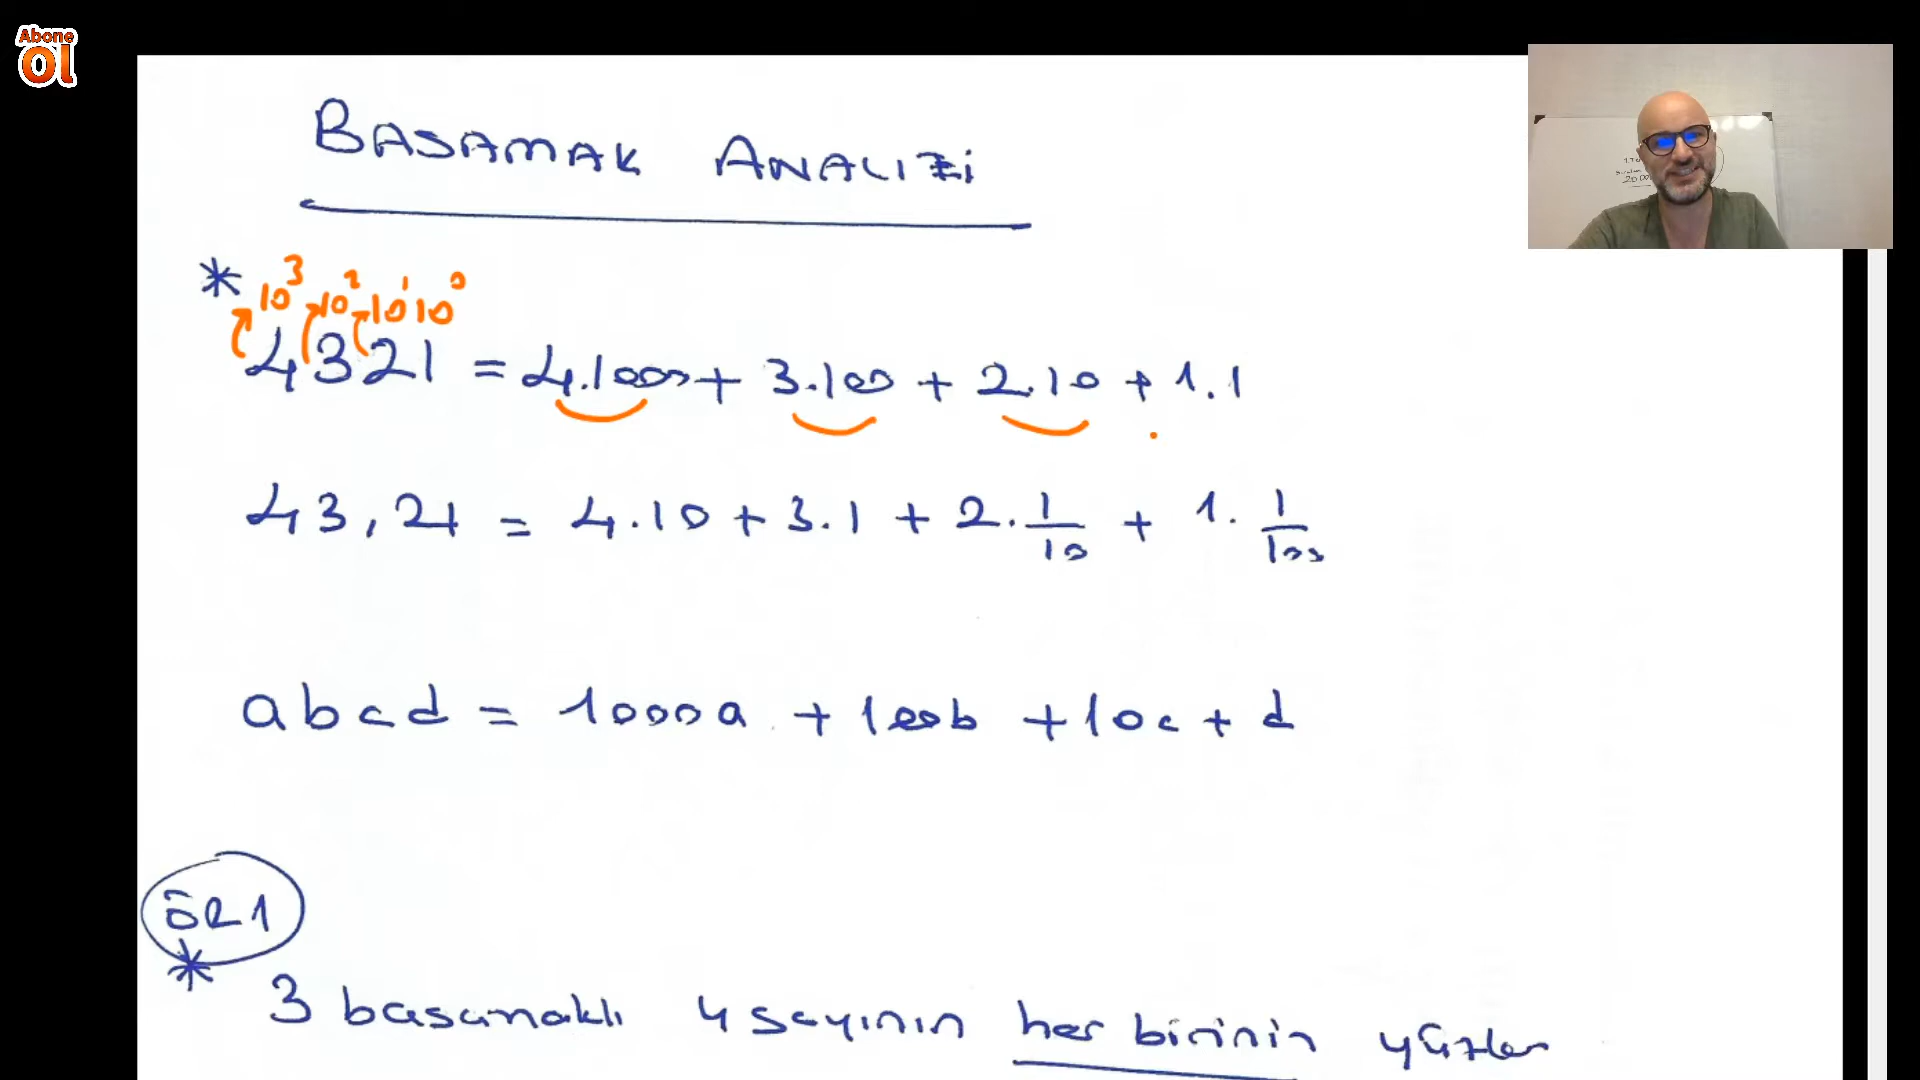 Abone
Ol
BASAMAK ANALIZi
* 10³ 10² 10¹ 10⁰
4321 = 4.1000 + 3.100 + 2.10 + 1.1
43,21 = 4.10 + 3.1 + 2. 1/10 + 1. 1/100
abcd = 1000a + 100b + 10c + d
ÖR1
* 3 basamaklı 4 sayının her birinin yüzler